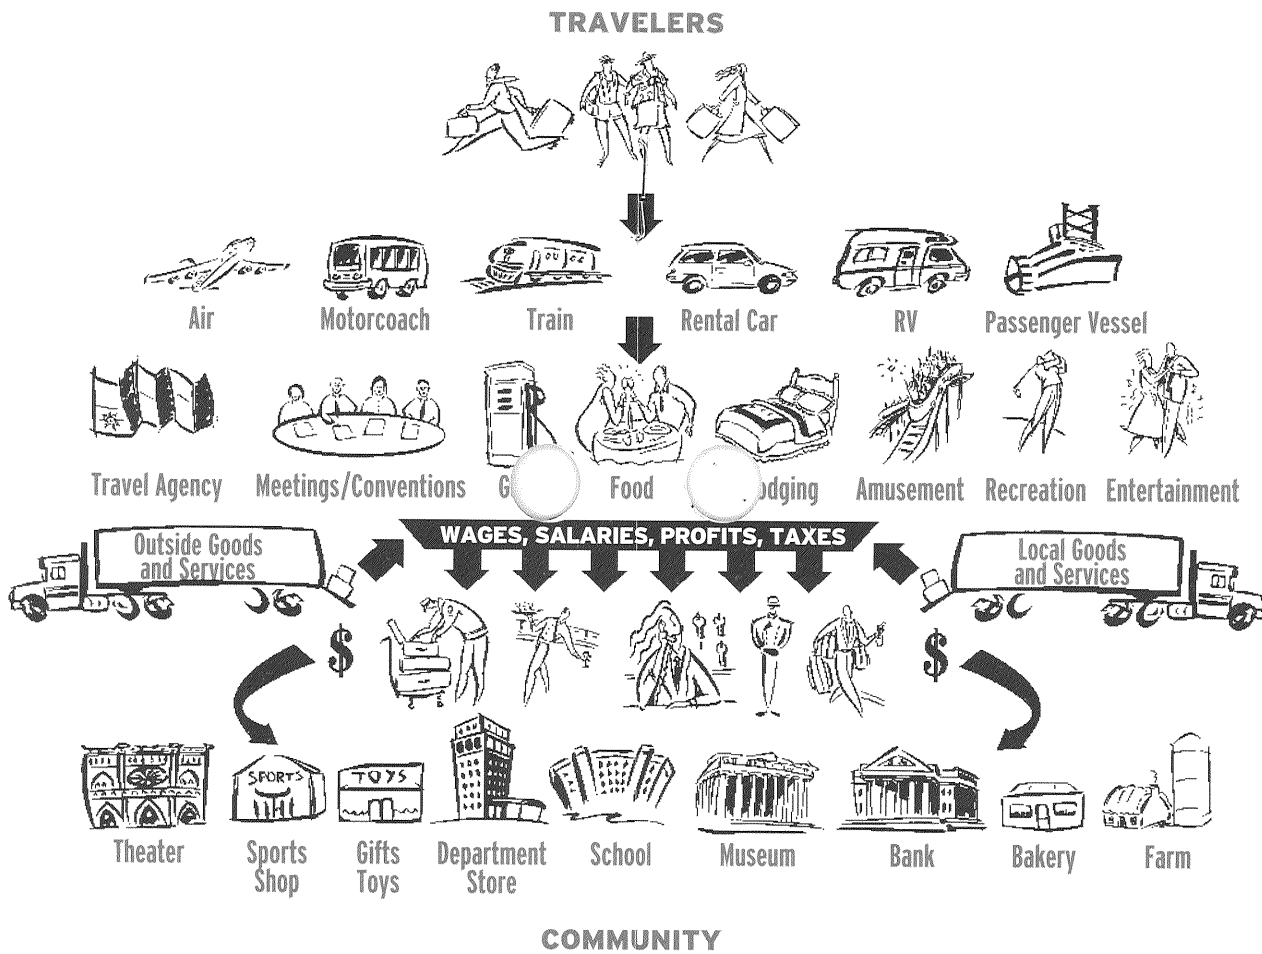 TRAVELERS
Air
Motorcoach
Train
Rental Car
RV
Passenger Vessel
Travel Agency
Meetings/Conventions
Food
Amusement
Recreation
Entertainment
WAGES, SALARIES, PROFITS, TAXES
Outside Goods
and Services
Local Goods
and Services
$
$
SPORTS
TOYS
Theater
Sports
Shop
Gifts
Toys
Department
Store
School
Museum
Bank
Bakery
Farm
COMMUNITY